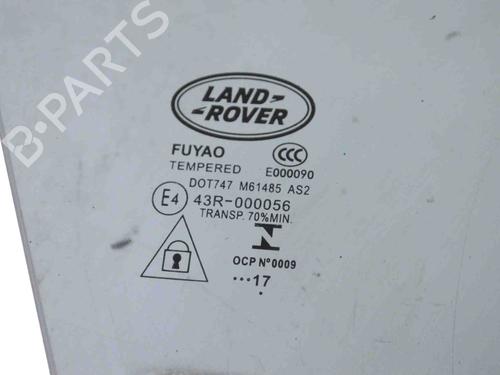 B-PARTS
LAND-
ROVER
FUYAO
TEMPERED
CCC
E000090
DOT747 M61485 AS2
E4
43R-000056
TRANSP. 70%MIN.
N
OCP Nº0009
···17
.
B-PARTS